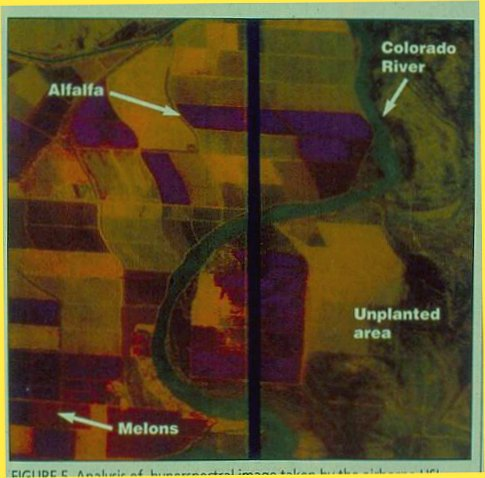 Colorado
River
Alfalfa
Unplanted
area
Melons
FIGURE 5. Analysis of hyperspectral image taken by the airborne